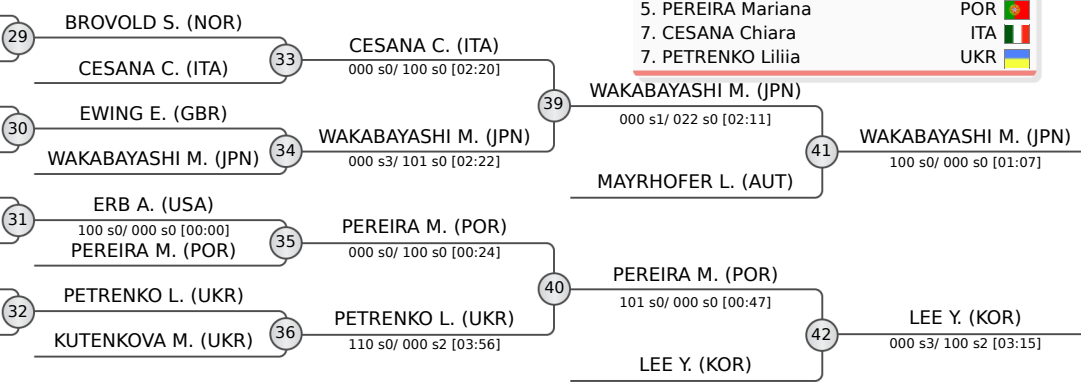 5. PEREIRA Mariana POR
7. CESANA Chiara ITA
7. PETRENKO Liliia UKR
29
BROVOLD S. (NOR)
CESANA C. (ITA)
33
CESANA C. (ITA)
000 s0/ 100 s0 [02:20]
30
EWING E. (GBR)
WAKABAYASHI M. (JPN)
34
WAKABAYASHI M. (JPN)
000 s3/ 101 s0 [02:22]
39
WAKABAYASHI M. (JPN)
000 s1/ 022 s0 [02:11]
MAYRHOFER L. (AUT)
41
WAKABAYASHI M. (JPN)
100 s0/ 000 s0 [01:07]
31
ERB A. (USA)
100 s0/ 000 s0 [00:00]
PEREIRA M. (POR)
35
PEREIRA M. (POR)
000 s0/ 100 s0 [00:24]
32
PETRENKO L. (UKR)
KUTENKOVA M. (UKR)
36
PETRENKO L. (UKR)
110 s0/ 000 s2 [03:56]
40
PEREIRA M. (POR)
101 s0/ 000 s0 [00:47]
LEE Y. (KOR)
42
LEE Y. (KOR)
000 s3/ 100 s2 [03:15]